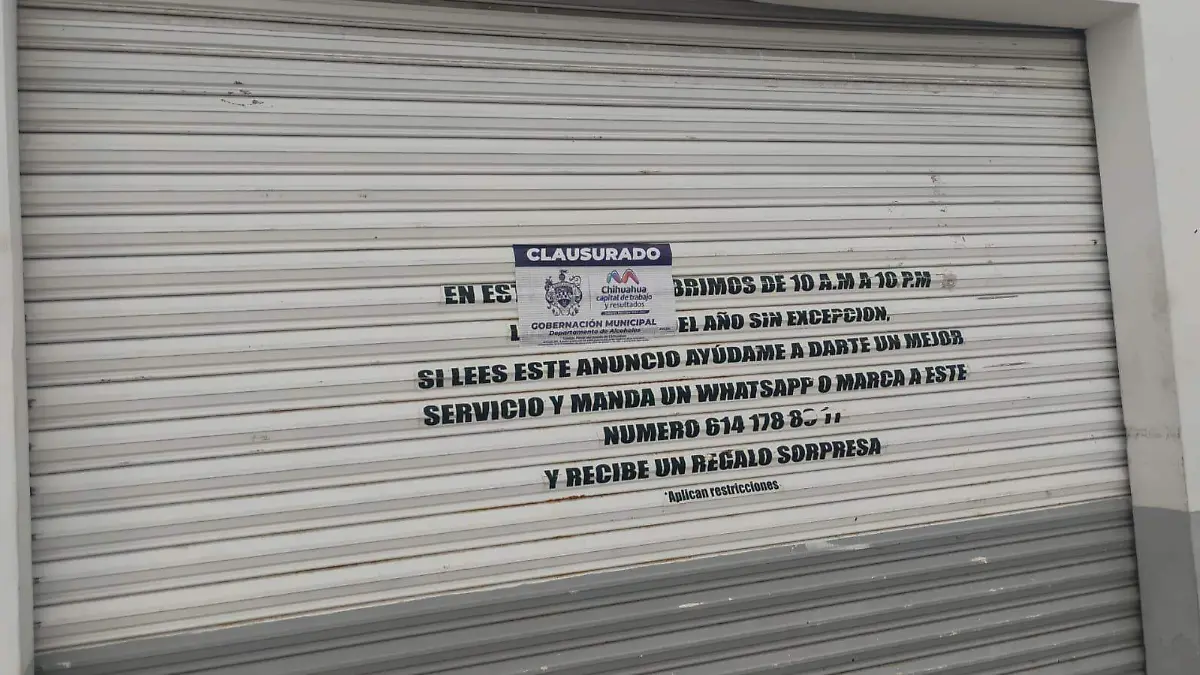 CLAUSURADO
Chihuahua
capital de trabajo
y resultados
GOBERNACIÓN MUNICIPAL
Departamento de Alcoholes
EN ES BRIMOS DE 10 A.M A 10 P.M
EL AÑO SIN EXCEPCION,
SI LEES ESTE ANUNCIO AYÚDAME A DARTE UN MEJOR
SERVICIO Y MANDA UN WHATSAPP O MARCA A ESTE
NUMERO 614 178
Y RECIBE UN REGALO SORPRESA
*Aplican restricciones